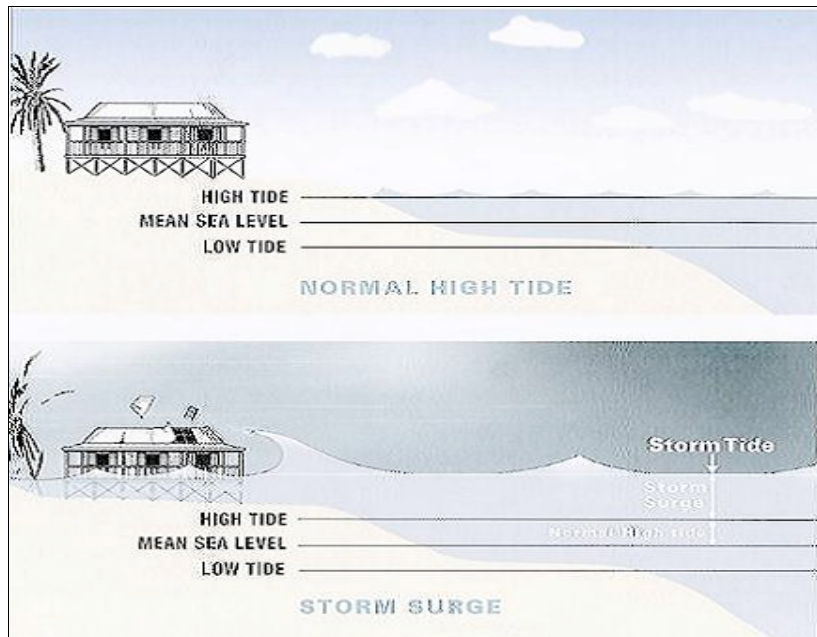 HIGH TIDE
MEAN SEA LEVEL
LOW TIDE
NORMAL HIGH TIDE
Storm Tide
Storm
Surge
HIGH TIDE
Normal High tide
MEAN SEA LEVEL
LOW TIDE
STORM SURGE